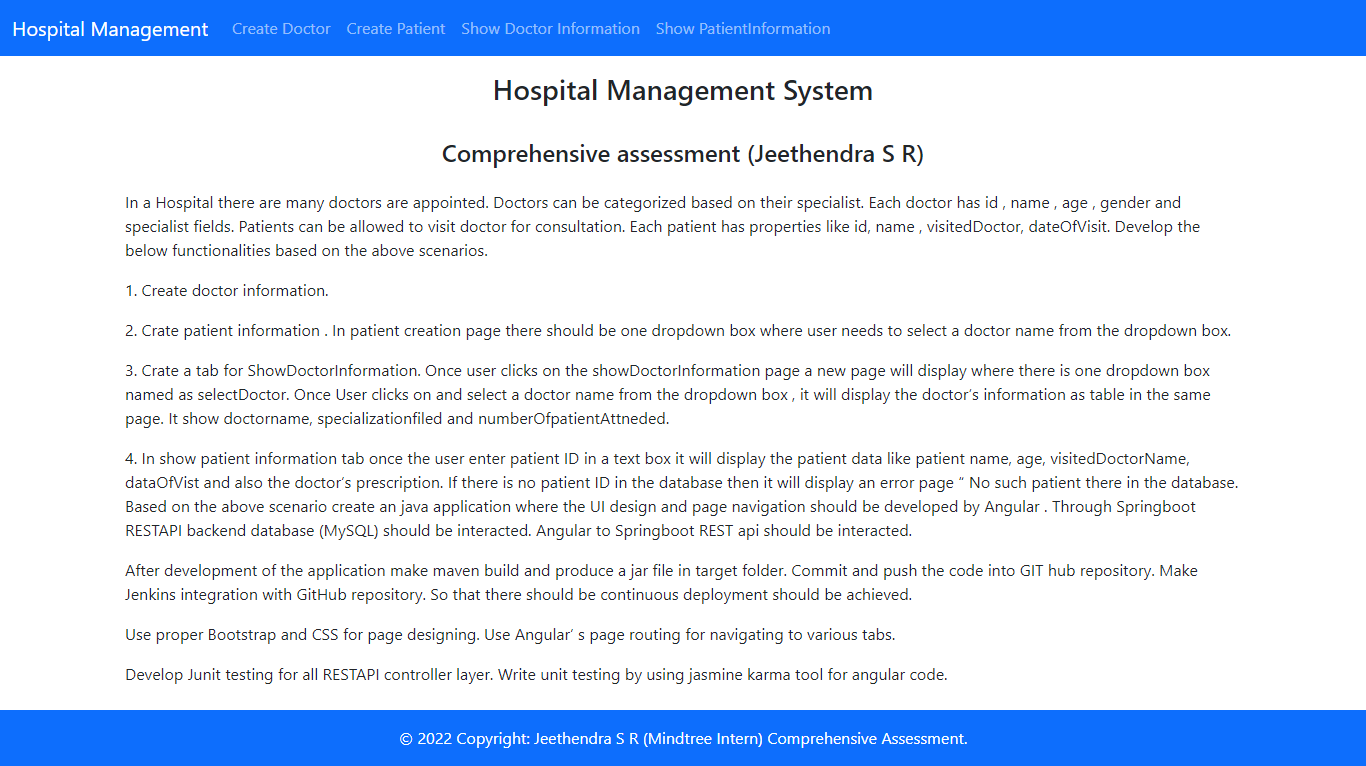 Hospital Management Create Doctor Create Patient Show Doctor Information Show PatientInformation
Hospital Management System
Comprehensive assessment (Jeethendra S R)
In a Hospital there are many doctors are appointed. Doctors can be categorized based on their specialist. Each doctor has id , name , age , gender and
specialist fields. Patients can be allowed to visit doctor for consultation. Each patient has properties like id, name , visitedDoctor, dateOfVisit. Develop the
below functionalities based on the above scenarios.
1. Create doctor information.
2. Crate patient information . In patient creation page there should be one dropdown box where user needs to select a doctor name from the dropdown box.
3. Crate a tab for ShowDoctorInformation. Once user clicks on the showDoctorInformation page a new page will display where there is one dropdown box
named as selectDoctor. Once User clicks on and select a doctor name from the dropdown box , it will display the doctor’s information as table in the same
page. It show doctorname, specializationfiled and numberOfpatientAttneded.
4. In show patient information tab once the user enter patient ID in a text box it will display the patient data like patient name, age, visitedDoctorName,
dataOfVist and also the doctor’s prescription. If there is no patient ID in the database then it will display an error page “ No such patient there in the database.
Based on the above scenario create an java application where the UI design and page navigation should be developed by Angular . Through Springboot
RESTAPI backend database (MySQL) should be interacted. Angular to Springboot REST api should be interacted.
After development of the application make maven build and produce a jar file in target folder. Commit and push the code into GIT hub repository. Make
Jenkins integration with GitHub repository. So that there should be continuous deployment should be achieved.
Use proper Bootstrap and CSS for page designing. Use Angular’ s page routing for navigating to various tabs.
Develop Junit testing for all RESTAPI controller layer. Write unit testing by using jasmine karma tool for angular code.
© 2022 Copyright: Jeethendra S R (Mindtree Intern) Comprehensive Assessment.